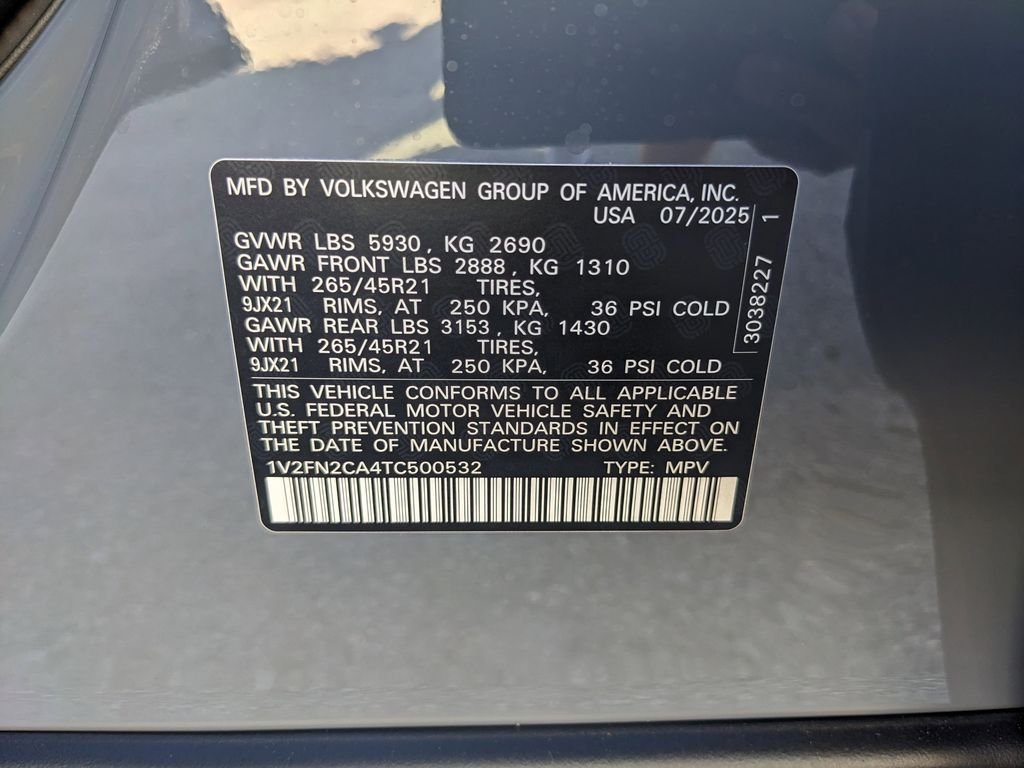 MFD BY VOLKSWAGEN GROUP OF AMERICA, INC.
USA 07/2025
GVWR LBS 5930, KG 2690
GAWR FRONT LBS 2888, KG 1310
WITH 265/45R21 TIRES,
9JX21 RIMS, AT 250 KPA, 36 PSI COLD
GAWR REAR LBS 3153, KG 1430
WITH 265/45R21 TIRES,
9JX21 RIMS, AT 250 KPA, 36 PSI COLD
3038227 1
THIS VEHICLE CONFORMS TO ALL APPLICABLE
U.S. FEDERAL MOTOR VEHICLE SAFETY AND
THEFT PREVENTION STANDARDS IN EFFECT ON
THE DATE OF MANUFACTURE SHOWN ABOVE.
1V2FN2CA4TC500532 TYPE: MPV